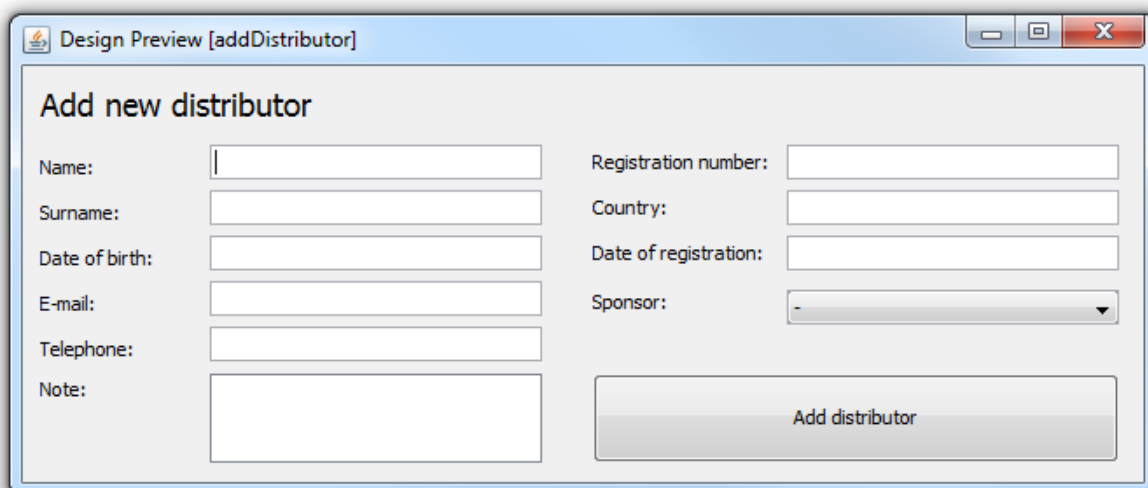 Design Preview [addDistributor]
Add new distributor
Name:
Surname:
Date of birth:
E-mail:
Telephone:
Note:
Registration number:
Country:
Date of registration:
Sponsor:
-
Add distributor